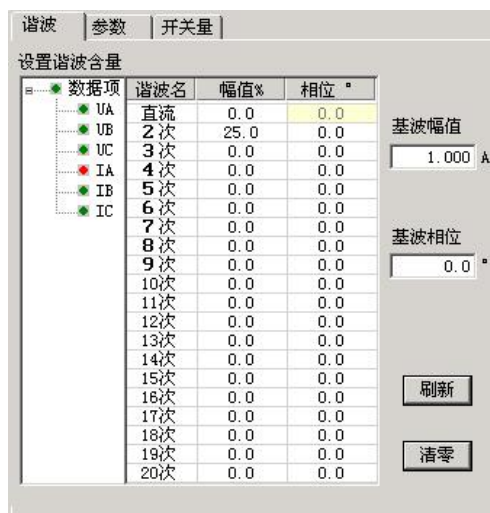 谐波 参数 开关量
设置谐波含量
数据项
UA
UB
UC
IA
IB
IC
谐波名 幅值% 相位 °
直流 0.0 0.0
2次 25.0 0.0
3次 0.0 0.0
4次 0.0 0.0
5次 0.0 0.0
6次 0.0 0.0
7次 0.0 0.0
8次 0.0 0.0
9次 0.0 0.0
10次 0.0 0.0
11次 0.0 0.0
12次 0.0 0.0
13次 0.0 0.0
14次 0.0 0.0
15次 0.0 0.0
16次 0.0 0.0
17次 0.0 0.0
18次 0.0 0.0
19次 0.0 0.0
20次 0.0 0.0
基波幅值
1.000 A
基波相位
0.0 °
刷新
清零